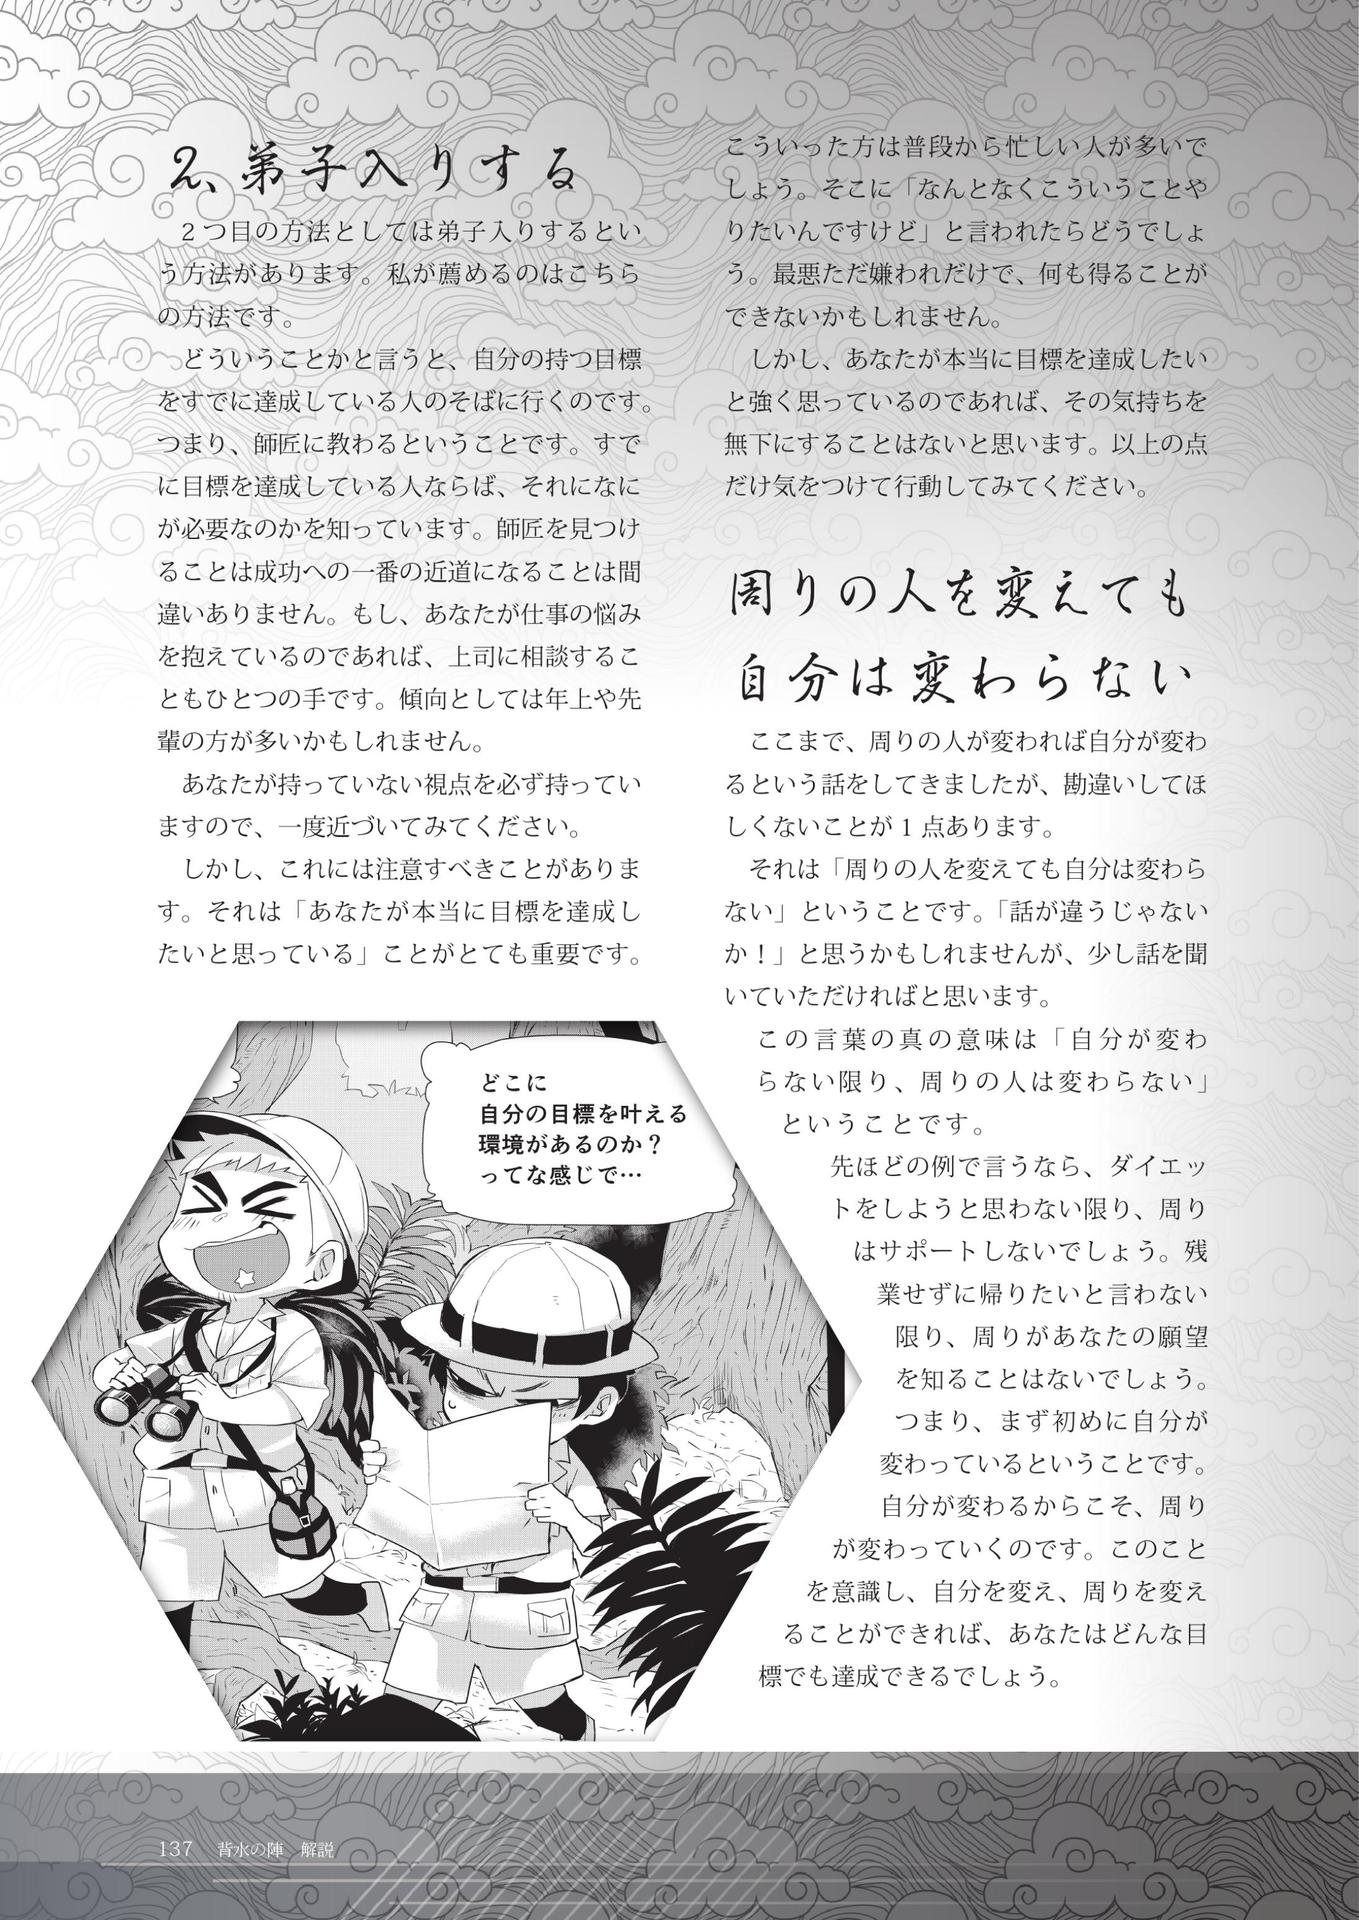 2、弟子入りする
　2つ目の方法としては弟子入りするとい
う方法があります。私が薦めるのはこちら
の方法です。
　どういうことかと言うと、自分の持つ目標
をすでに達成している人のそばに行くのです。
つまり、師匠に教わるということです。すで
に目標を達成している人ならば、それになに
が必要なのかを知っています。師匠を見つけ
ることは成功への一番の近道になることは間
違いありません。もし、あなたが仕事の悩み
を抱えているのであれば、上司に相談するこ
ともひとつの手です。傾向としては年上や先
輩の方が多いかもしれません。
　あなたが持っていない視点を必ず持ってい
ますので、一度近づいてみてください。
　しかし、これには注意すべきことがありま
す。それは「あなたが本当に目標を達成し
たいと思っている」ことがとても重要です。
どこに
自分の目標を叶える
環境があるのか？
ってな感じで…
こういった方は普段から忙しい人が多いで
しょう。そこに「なんとなくこういうことや
りたいんですけど」と言われたらどうでしょ
う。最悪ただ嫌われだけで、何も得ることが
できないかもしれません。
　しかし、あなたが本当に目標を達成したい
と強く思っているのであれば、その気持ちを
無下にすることはないと思います。以上の点
だけ気をつけて行動してみてください。
周りの人を変えても
自分は変わらない
　ここまで、周りの人が変われば自分が変わ
るという話をしてきましたが、勘違いしてほ
しくないことが1点あります。
　それは「周りの人を変えても自分は変わら
ない」ということです。「話が違うじゃない
か！」と思うかもしれませんが、少し話を聞
いていただければと思います。
この言葉の真の意味は「自分が変わ
らない限り、周りの人は変わらない」
ということです。
先ほどの例で言うなら、ダイエッ
トをしようと思わない限り、周り
はサポートしないでしょう。残
業せずに帰りたいと言わない
限り、周りがあなたの願望
を知ることはないでしょう。
つまり、まず初めに自分が
変わっているということです。
自分が変わるからこそ、周り
が変わっていくのです。このこと
を意識し、自分を変え、周りを変え
ることができれば、あなたはどんな目
標でも達成できるでしょう。
137　背水の陣　解説